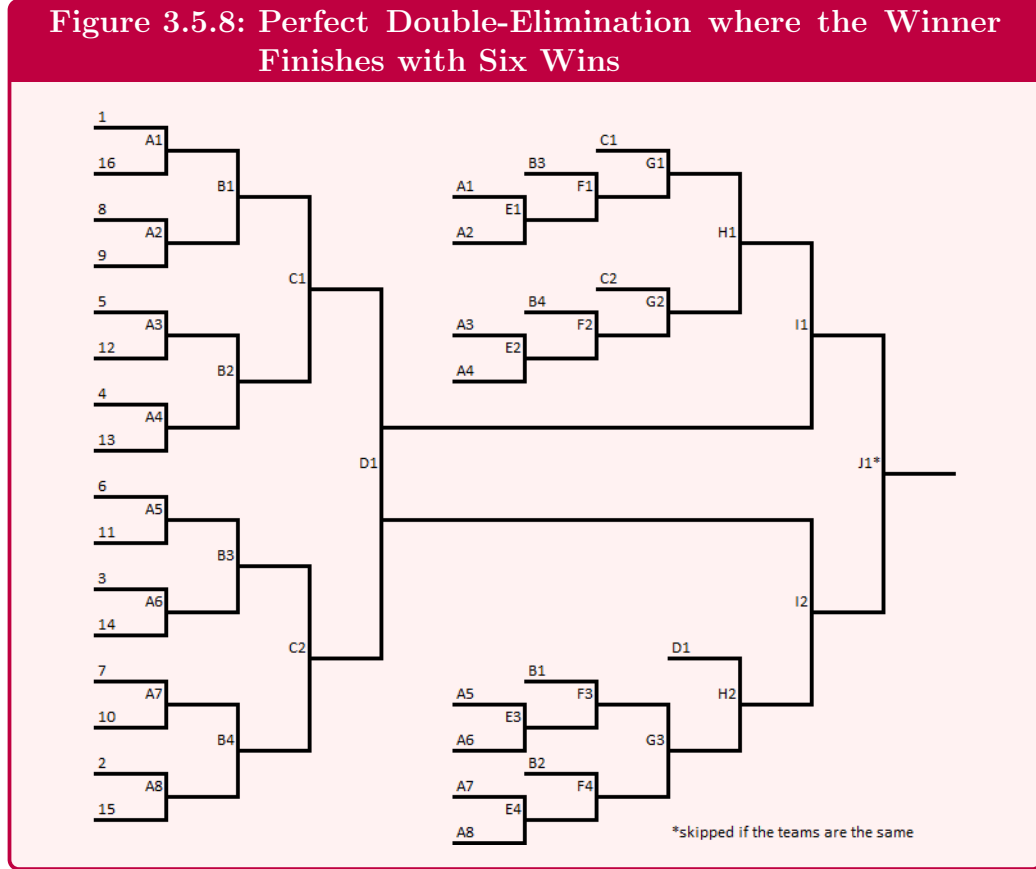 Figure 3.5.8: Perfect Double-Elimination where the Winner
Finishes with Six Wins
1
A1
16
B1
8
A2
9
C1
5
A3
12
B2
4
A4
13
D1
6
A5
11
B3
3
A6
14
C2
7
A7
10
B4
2
A8
15
C1
G1
B3
F1
A1
E1
A2
H1
C2
G2
B4
F2
A3
E2
A4
I1
J1*
I2
D1
H2
B1
F3
A5
E3
A6
G3
B2
F4
A7
E4
A8
*skipped if the teams are the same